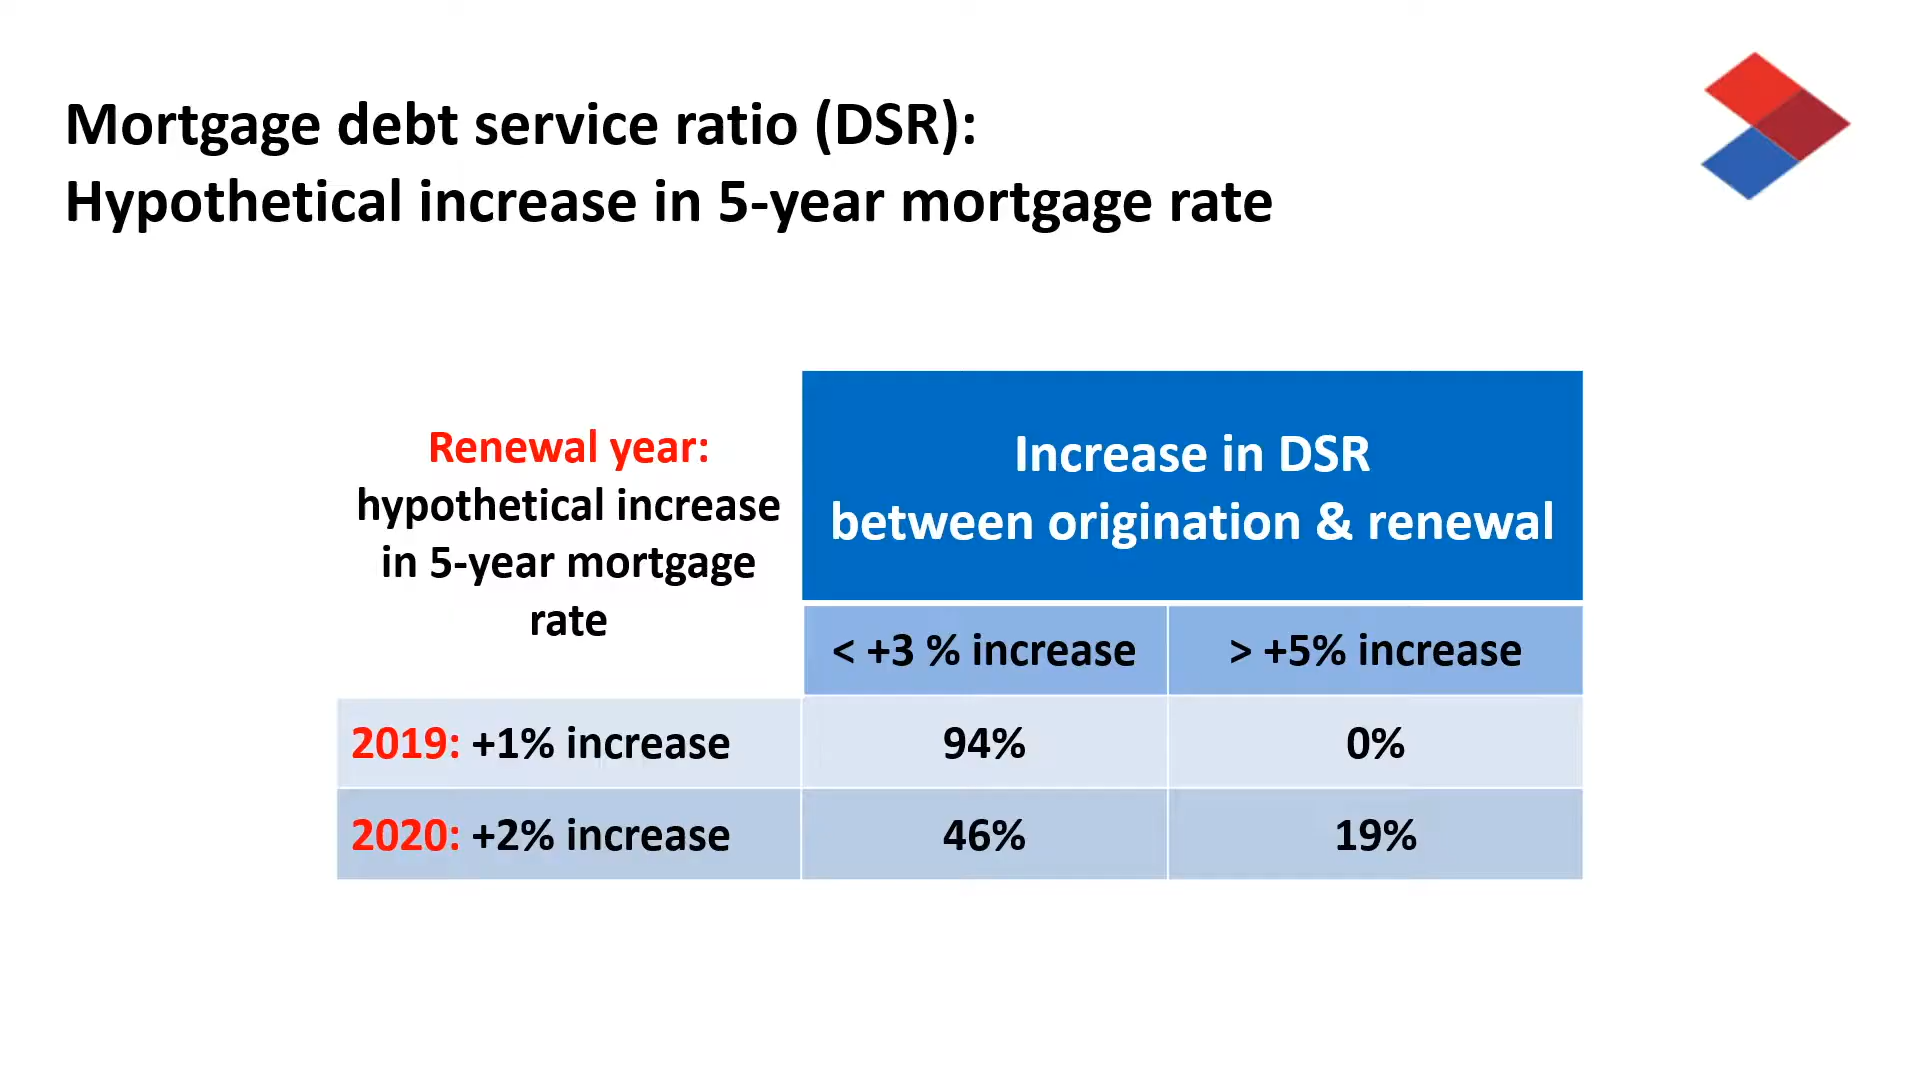 Mortgage debt service ratio (DSR):
Hypothetical increase in 5-year mortgage rate
Renewal year:
hypothetical increase
in 5-year mortgage
rate
Increase in DSR
between origination & renewal
< +3 % increase
> +5% increase
2019: +1% increase
94%
0%
2020: +2% increase
46%
19%